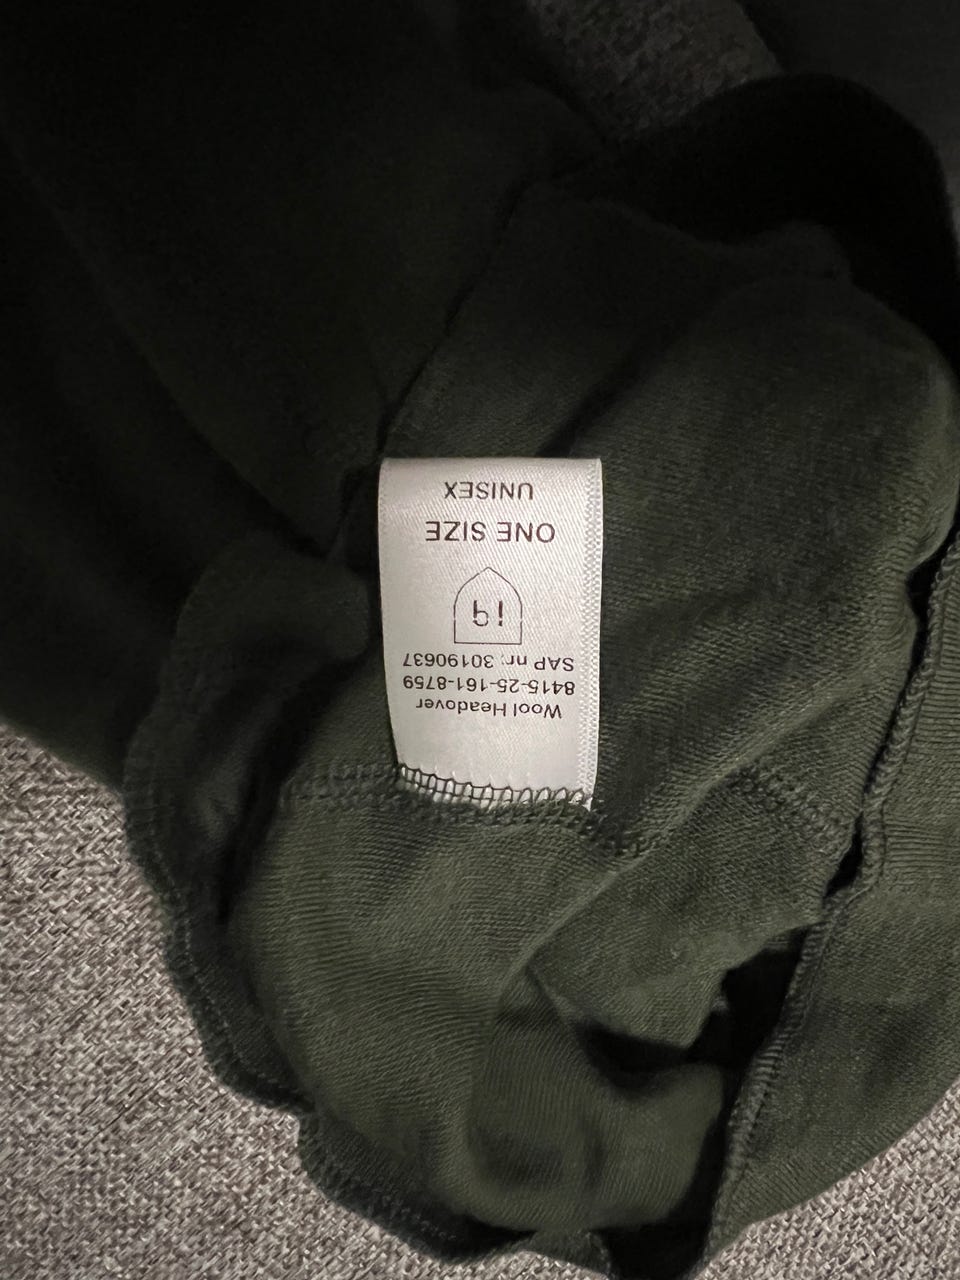 Wool Headover
8415-25-161-8759
SAP nr: 30190637
ONE SIZE
UNISEX